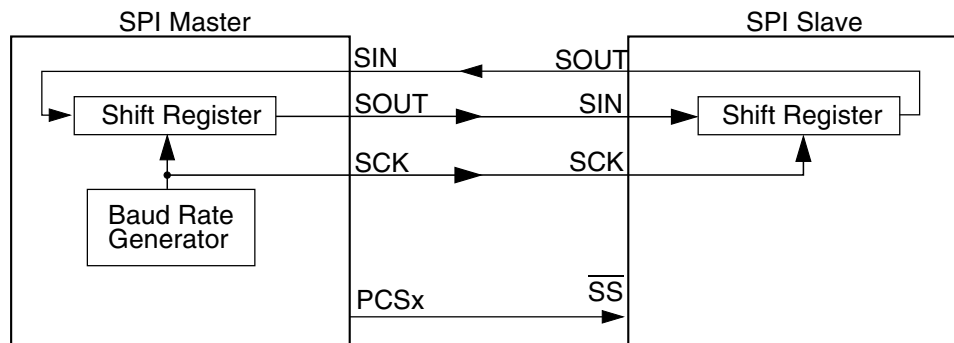 SPI Master
SPI Slave
SIN
SOUT
Shift Register
SOUT
SIN
Shift Register
SCK
SCK
Baud Rate
Generator
PCSx
SS